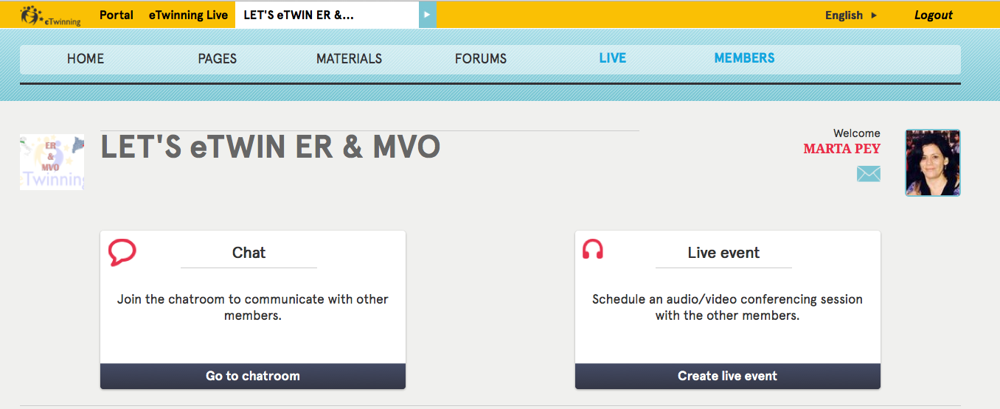 eTwinning Portal eTwinning Live LET'S eTWIN ER &... English Logout
HOME PAGES MATERIALS FORUMS LIVE MEMBERS
ER
&
MVO
Twinning
LET'S eTWIN ER & MVO
Welcome
MARTA PEY
Chat
Join the chatroom to communicate with other
members.
Go to chatroom
Live event
Schedule an audio/video conferencing session
with the other members.
Create live event